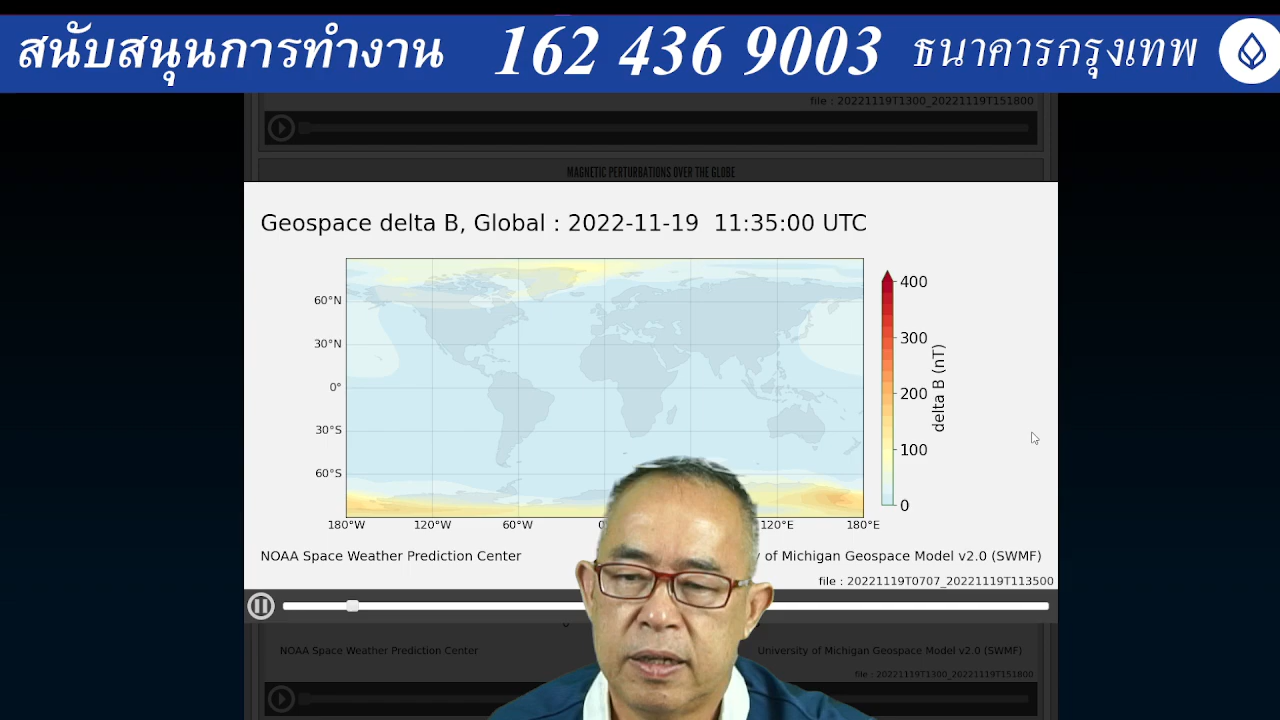 สนับสนุนการทำงาน 162 436 9003 ธนาคารกรุงเทพ
file : 20221119T1300_20221119T151800
MAGNETIC PERTURBATIONS OVER THE GLOBE
Geospace delta B, Global : 2022-11-19 11:35:00 UTC
60°N
30°N
0°
30°S
60°S
180°W 120°W 60°W 120°E 180°E
400
300
200
100
0
delta B (nT)
NOAA Space Weather Prediction Center
of Michigan Geospace Model v2.0 (SWMF)
file : 20221119T0707_20221119T113500
NOAA Space Weather Prediction Center
University of Michigan Geospace Model v2.0 (SWMF)
file : 20221119T1300_20221119T151800